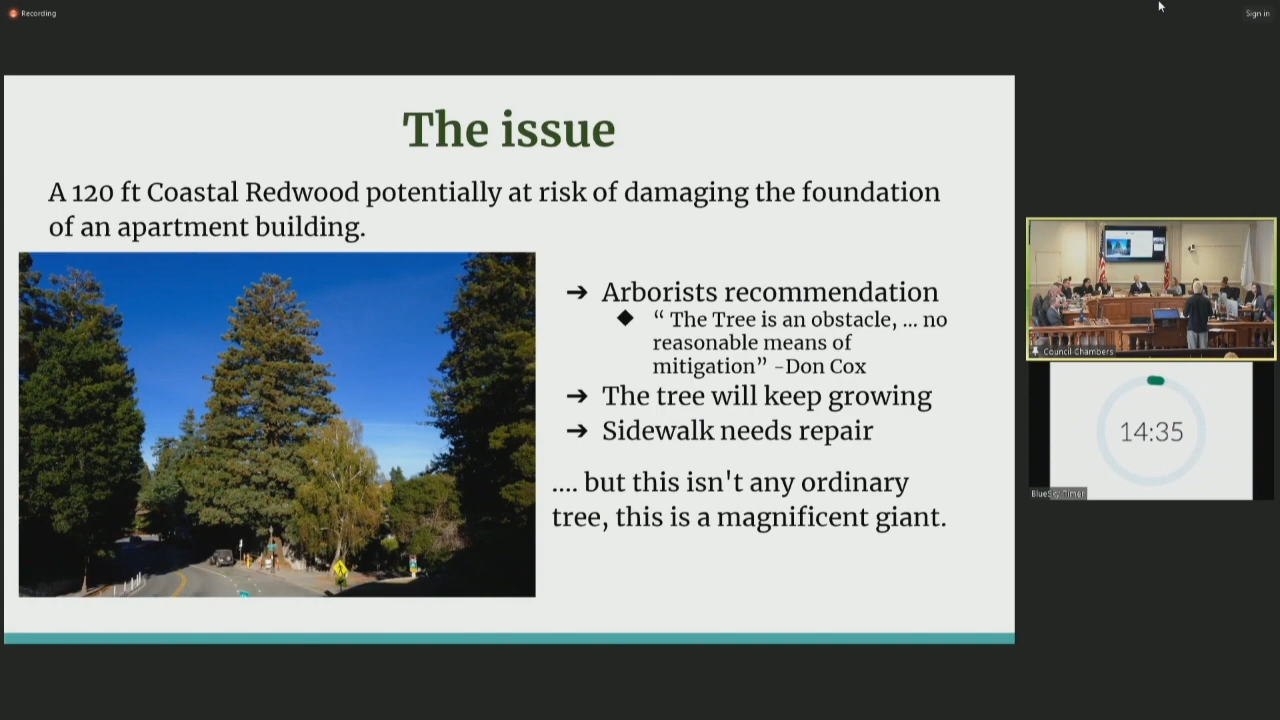 Recording
Sign in
The issue
A 120 ft Coastal Redwood potentially at risk of damaging the foundation
of an apartment building.
➔ Arborists recommendation
◆ “ The Tree is an obstacle, ... no
reasonable means of
mitigation” -Don Cox
➔ The tree will keep growing
➔ Sidewalk needs repair
.... but this isn't any ordinary
tree, this is a magnificent giant.
Council Chambers
14:35
BlueSky Timer